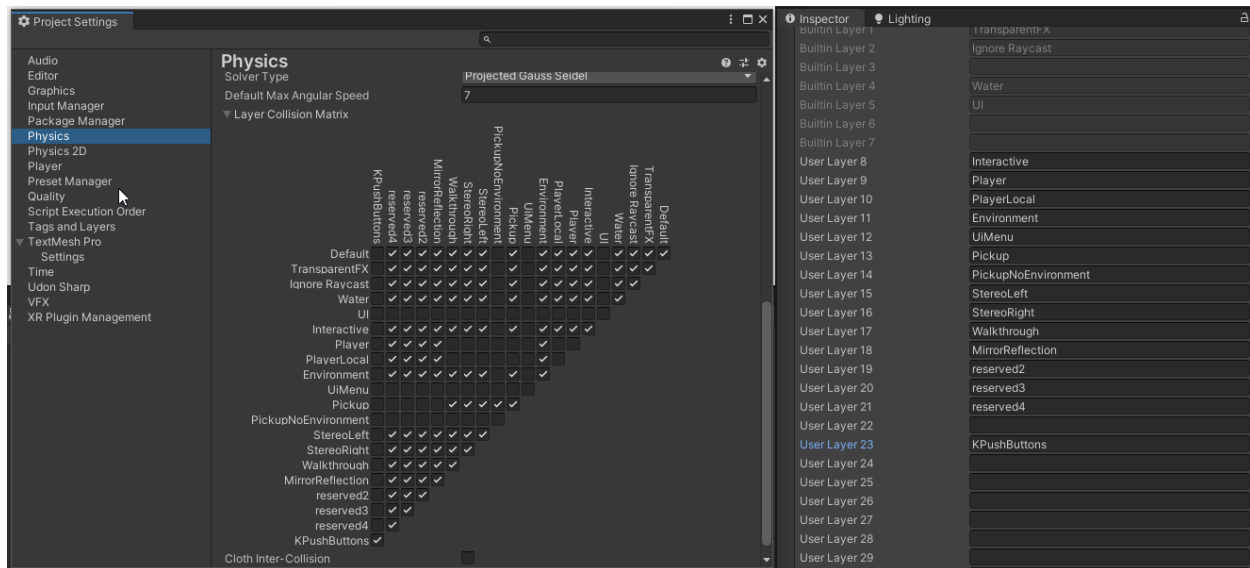 Project Settings
Audio
Editor
Graphics
Input Manager
Package Manager
Physics
Physics 2D
Player
Preset Manager
Quality
Script Execution Order
Tags and Layers
TextMesh Pro
Settings
Time
Udon Sharp
VFX
XR Plugin Management
Physics
Solver Type
Projected Gauss Seidel
Default Max Angular Speed
7
Layer Collision Matrix
KPushButtons
reserved4
reserved3
reserved2
MirrorReflection
Walkthrough
StereoRight
StereoLeft
PickupNoEnvironment
Pickup
UiMenu
Environment
PlayerLocal
Player
Interactive
UI
Water
Ignore Raycast
TransparentFX
Default
Default
TransparentFX
Ignore Raycast
Water
UI
Interactive
Player
PlayerLocal
Environment
UiMenu
Pickup
PickupNoEnvironment
StereoLeft
StereoRight
Walkthrough
MirrorReflection
reserved2
reserved3
reserved4
KPushButtons
Cloth Inter-Collision
Inspector
Lighting
Builtin Layer 1 TransparentFX
Builtin Layer 2 Ignore Raycast
Builtin Layer 3
Builtin Layer 4 Water
Builtin Layer 5 UI
Builtin Layer 6
Builtin Layer 7
User Layer 8 Interactive
User Layer 9 Player
User Layer 10 PlayerLocal
User Layer 11 Environment
User Layer 12 UiMenu
User Layer 13 Pickup
User Layer 14 PickupNoEnvironment
User Layer 15 StereoLeft
User Layer 16 StereoRight
User Layer 17 Walkthrough
User Layer 18 MirrorReflection
User Layer 19 reserved2
User Layer 20 reserved3
User Layer 21 reserved4
User Layer 22
User Layer 23 KPushButtons
User Layer 24
User Layer 25
User Layer 26
User Layer 27
User Layer 28
User Layer 29